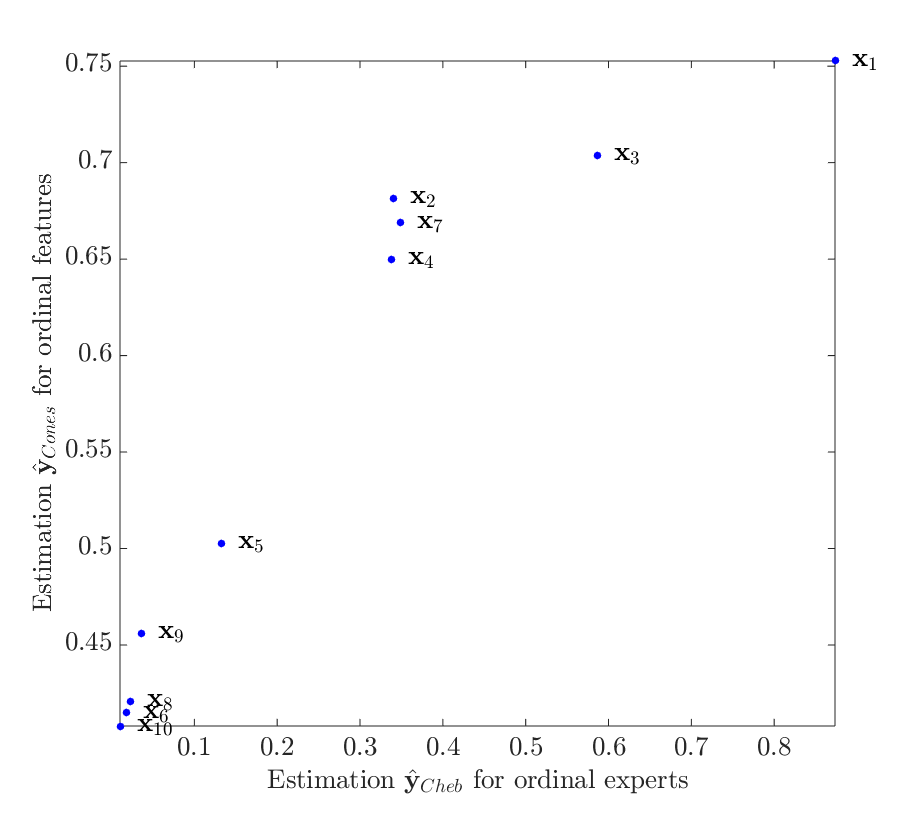 0.75
0.7
0.65
0.6
0.55
0.5
0.45
Estimation ŷ_Cones for ordinal features
x₁
x₃
x₂
x₇
x₄
x₅
x₉
x₈
x₆
x₁₀
0.1 0.2 0.3 0.4 0.5 0.6 0.7 0.8
Estimation ŷ_Cheb for ordinal experts